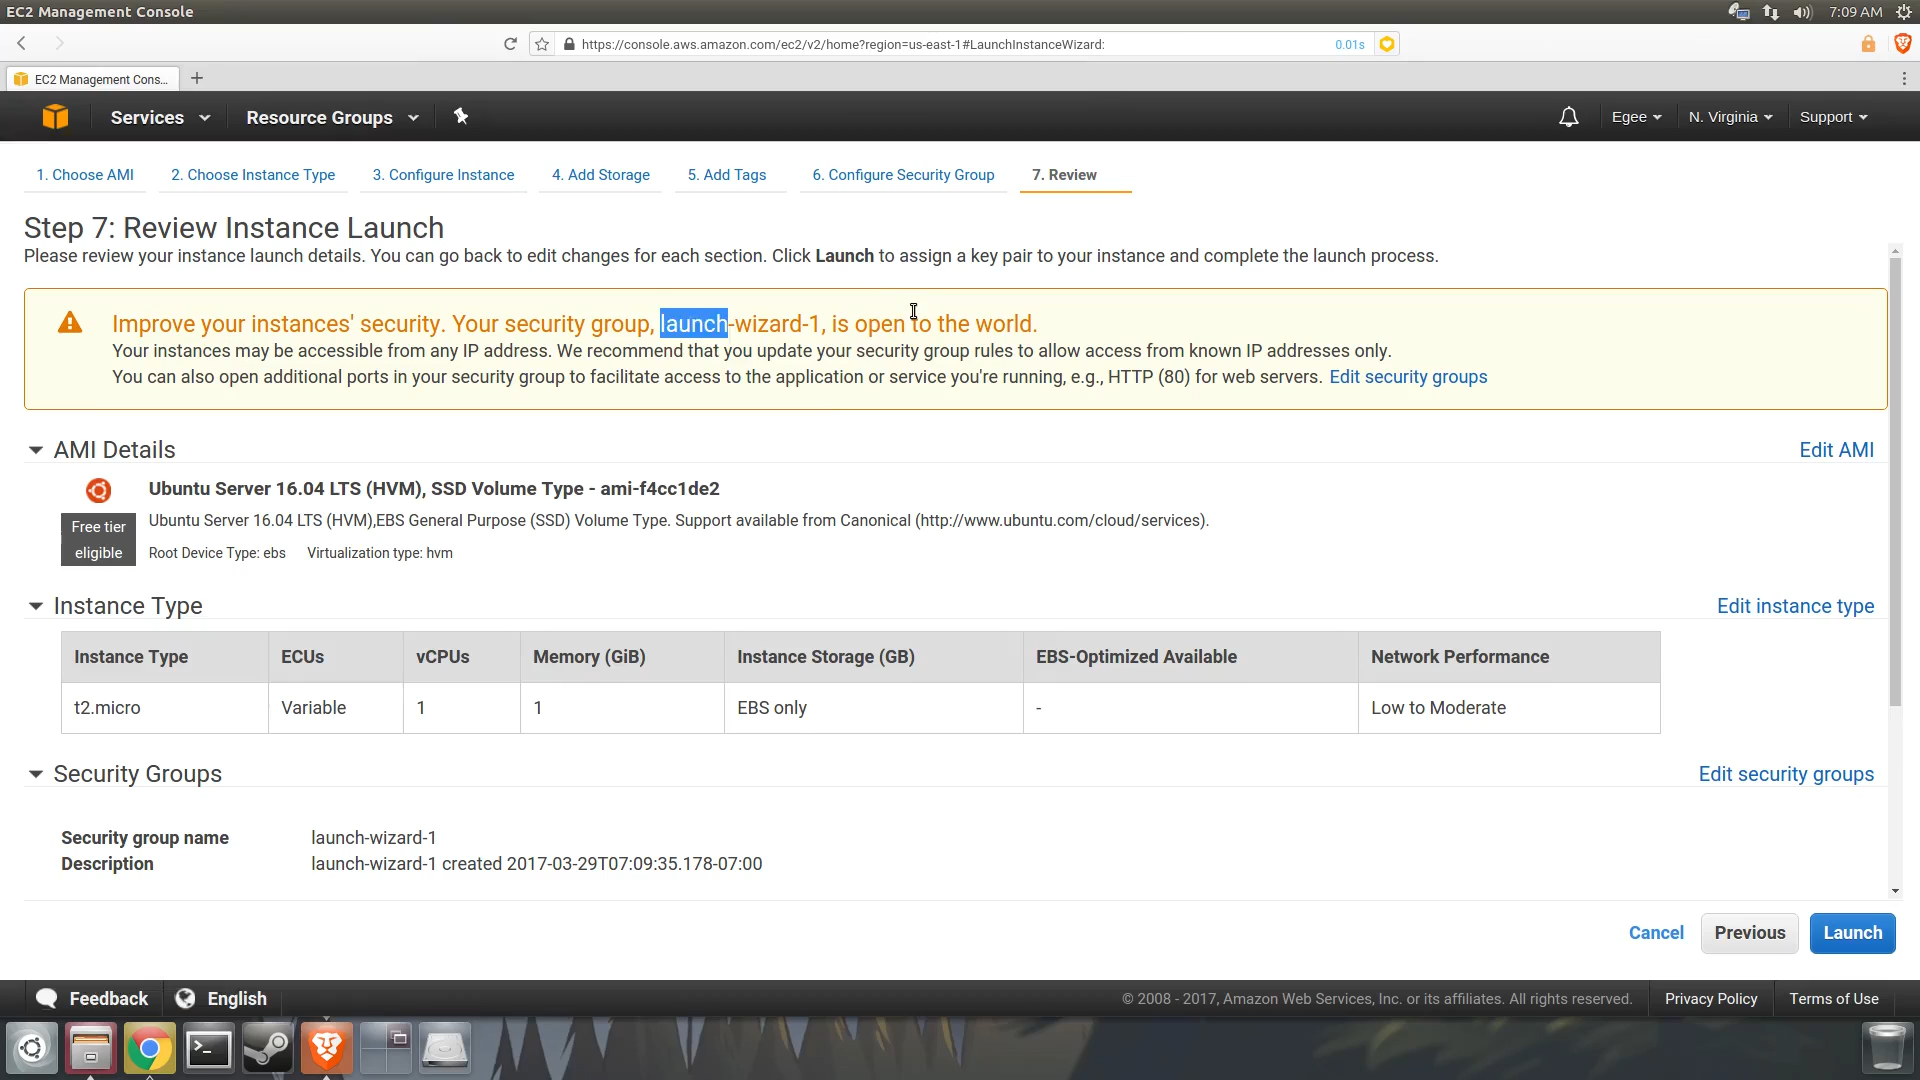 EC2 Management Console
7:09 AM
https://console.aws.amazon.com/ec2/v2/home?region=us-east-1#LaunchInstanceWizard:
0.01s
EC2 Management Cons...
Services
Resource Groups
Egee
N. Virginia
Support
1. Choose AMI
2. Choose Instance Type
3. Configure Instance
4. Add Storage
5. Add Tags
6. Configure Security Group
7. Review
Step 7: Review Instance Launch
Please review your instance launch details. You can go back to edit changes for each section. Click Launch to assign a key pair to your instance and complete the launch process.
Improve your instances' security. Your security group, launch-wizard-1, is open to the world.
Your instances may be accessible from any IP address. We recommend that you update your security group rules to allow access from known IP addresses only.
You can also open additional ports in your security group to facilitate access to the application or service you're running, e.g., HTTP (80) for web servers. Edit security groups
AMI Details
Edit AMI
Ubuntu Server 16.04 LTS (HVM), SSD Volume Type - ami-f4cc1de2
Free tier
eligible
Ubuntu Server 16.04 LTS (HVM),EBS General Purpose (SSD) Volume Type. Support available from Canonical (http://www.ubuntu.com/cloud/services).
Root Device Type: ebs
Virtualization type: hvm
Instance Type
Edit instance type
Instance Type
ECUs
vCPUs
Memory (GiB)
Instance Storage (GB)
EBS-Optimized Available
Network Performance
t2.micro
Variable
1
1
EBS only
-
Low to Moderate
Security Groups
Edit security groups
Security group name
launch-wizard-1
Description
launch-wizard-1 created 2017-03-29T07:09:35.178-07:00
Cancel
Previous
Launch
Feedback
English
© 2008 - 2017, Amazon Web Services, Inc. or its affiliates. All rights reserved.
Privacy Policy
Terms of Use